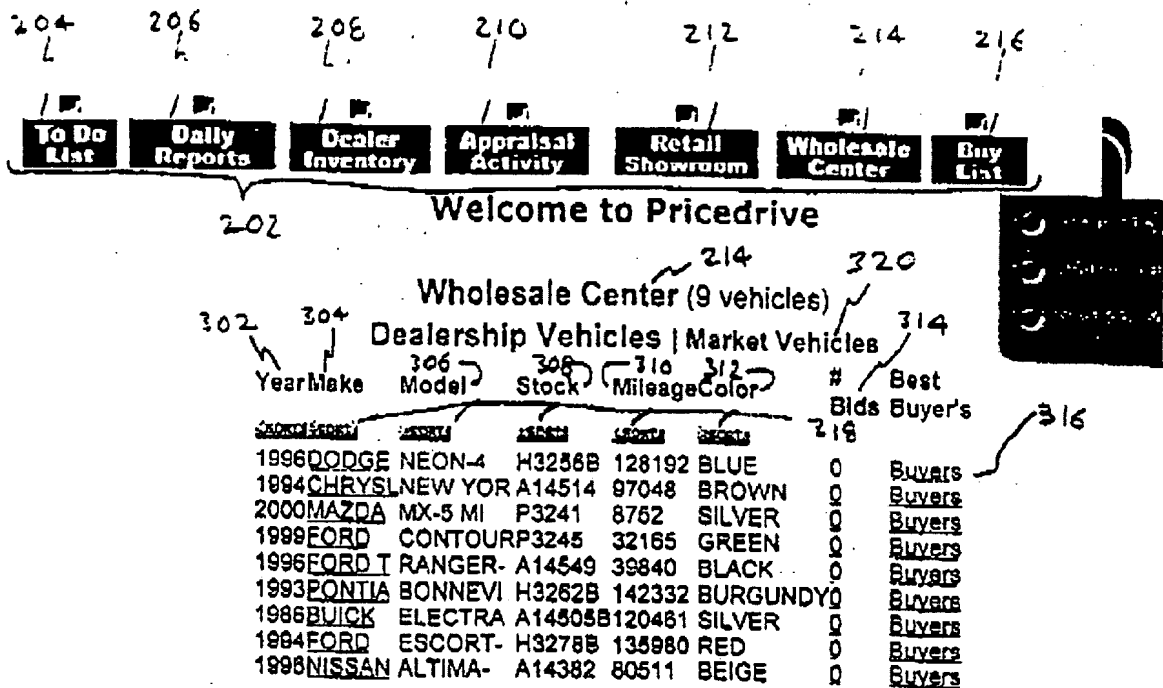 204 206 208 210 212 214 216
To Do List Daily Reports Dealer Inventory Appraisal Activity Retail Showroom Wholesale Center Buy List
202
Welcome to Pricedrive
214 320
Wholesale Center (9 vehicles)
302 304 314
Dealership Vehicles | Market Vehicles
306 308 310 312
Year Make Model Stock Mileage Color # Bids Best Buyer's
218 316
1996 DODGE NEON-4 H3256B 128192 BLUE 0 Buyers
1994 CHRYSL NEW YOR A14514 97048 BROWN 0 Buyers
2000 MAZDA MX-5 MI P3241 8752 SILVER 0 Buyers
1999 FORD CONTOUR P3245 32165 GREEN 0 Buyers
1996 FORD T RANGER- A14549 39840 BLACK 0 Buyers
1993 PONTIA BONNEVI H3262B 142332 BURGUNDY 0 Buyers
1986 BUICK ELECTRA A14505B 120461 SILVER 0 Buyers
1994 FORD ESCORT- H3278B 135980 RED 0 Buyers
1996 NISSAN ALTIMA- A14382 80511 BEIGE 0 Buyers